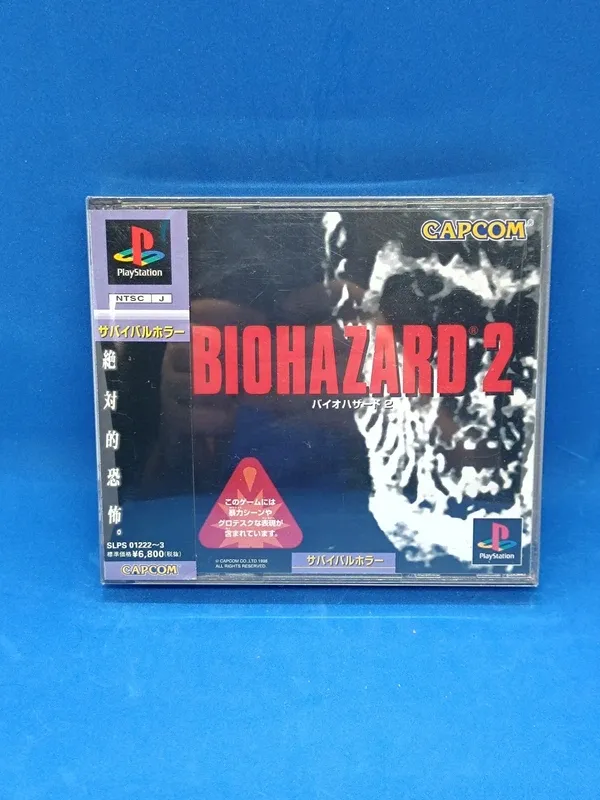 PlayStation
NTSC J
サバイバルホラー
絶対的恐怖。
SLPS 01222~3
標準価格¥6,800(税抜)
CAPCOM
CAPCOM
BIOHAZARD® 2
バイオハザード2
このゲームには
暴力シーンや
グロテスクな表現が
含まれています。
© CAPCOM CO.,LTD 1998
ALL RIGHTS RESERVED.
サバイバルホラー
PlayStation